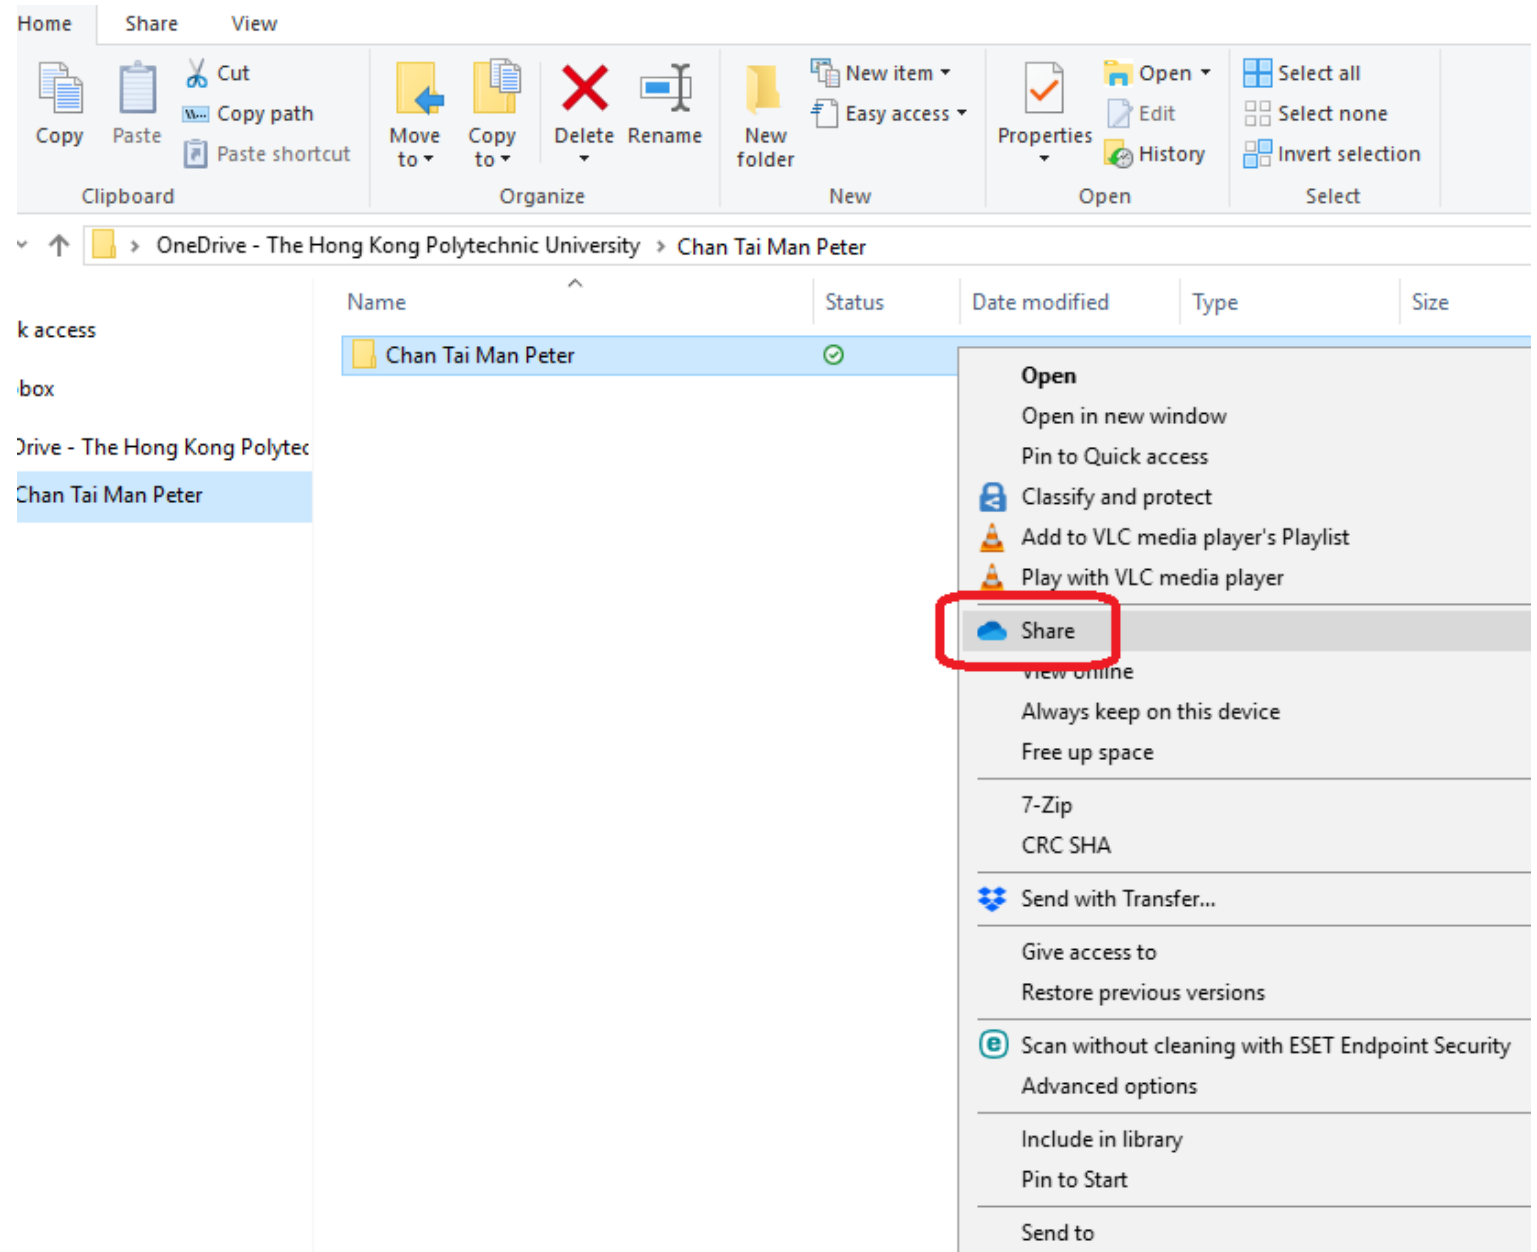 Home Share View
Cut
Copy path
Paste shortcut
Copy Paste
Clipboard
Move to Copy to Delete Rename
Organize
New folder
New item
Easy access
New
Properties
Open
Edit
History
Open
Select all
Select none
Invert selection
Select
OneDrive - The Hong Kong Polytechnic University > Chan Tai Man Peter
Name Status Date modified Type Size
k access
box
Drive - The Hong Kong Polytec
Chan Tai Man Peter
Chan Tai Man Peter
Open
Open in new window
Pin to Quick access
Classify and protect
Add to VLC media player's Playlist
Play with VLC media player
Share
View online
Always keep on this device
Free up space
7-Zip
CRC SHA
Send with Transfer...
Give access to
Restore previous versions
Scan without cleaning with ESET Endpoint Security
Advanced options
Include in library
Pin to Start
Send to